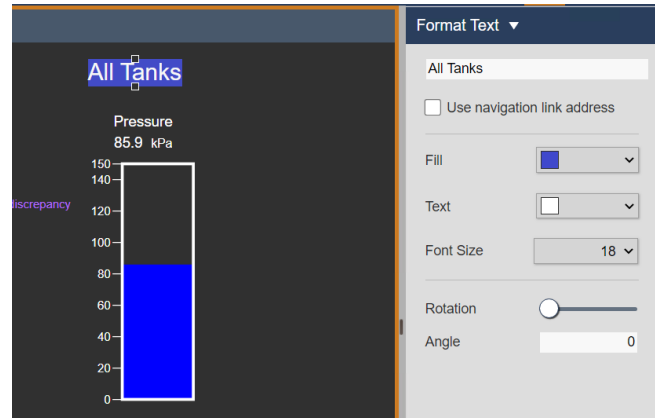 All Tanks
Pressure
85.9 kPa
150
140
120
100
80
60
40
20
0
discrepancy
Format Text
All Tanks
Use navigation link address
Fill
Text
Font Size 18
Rotation
Angle 0